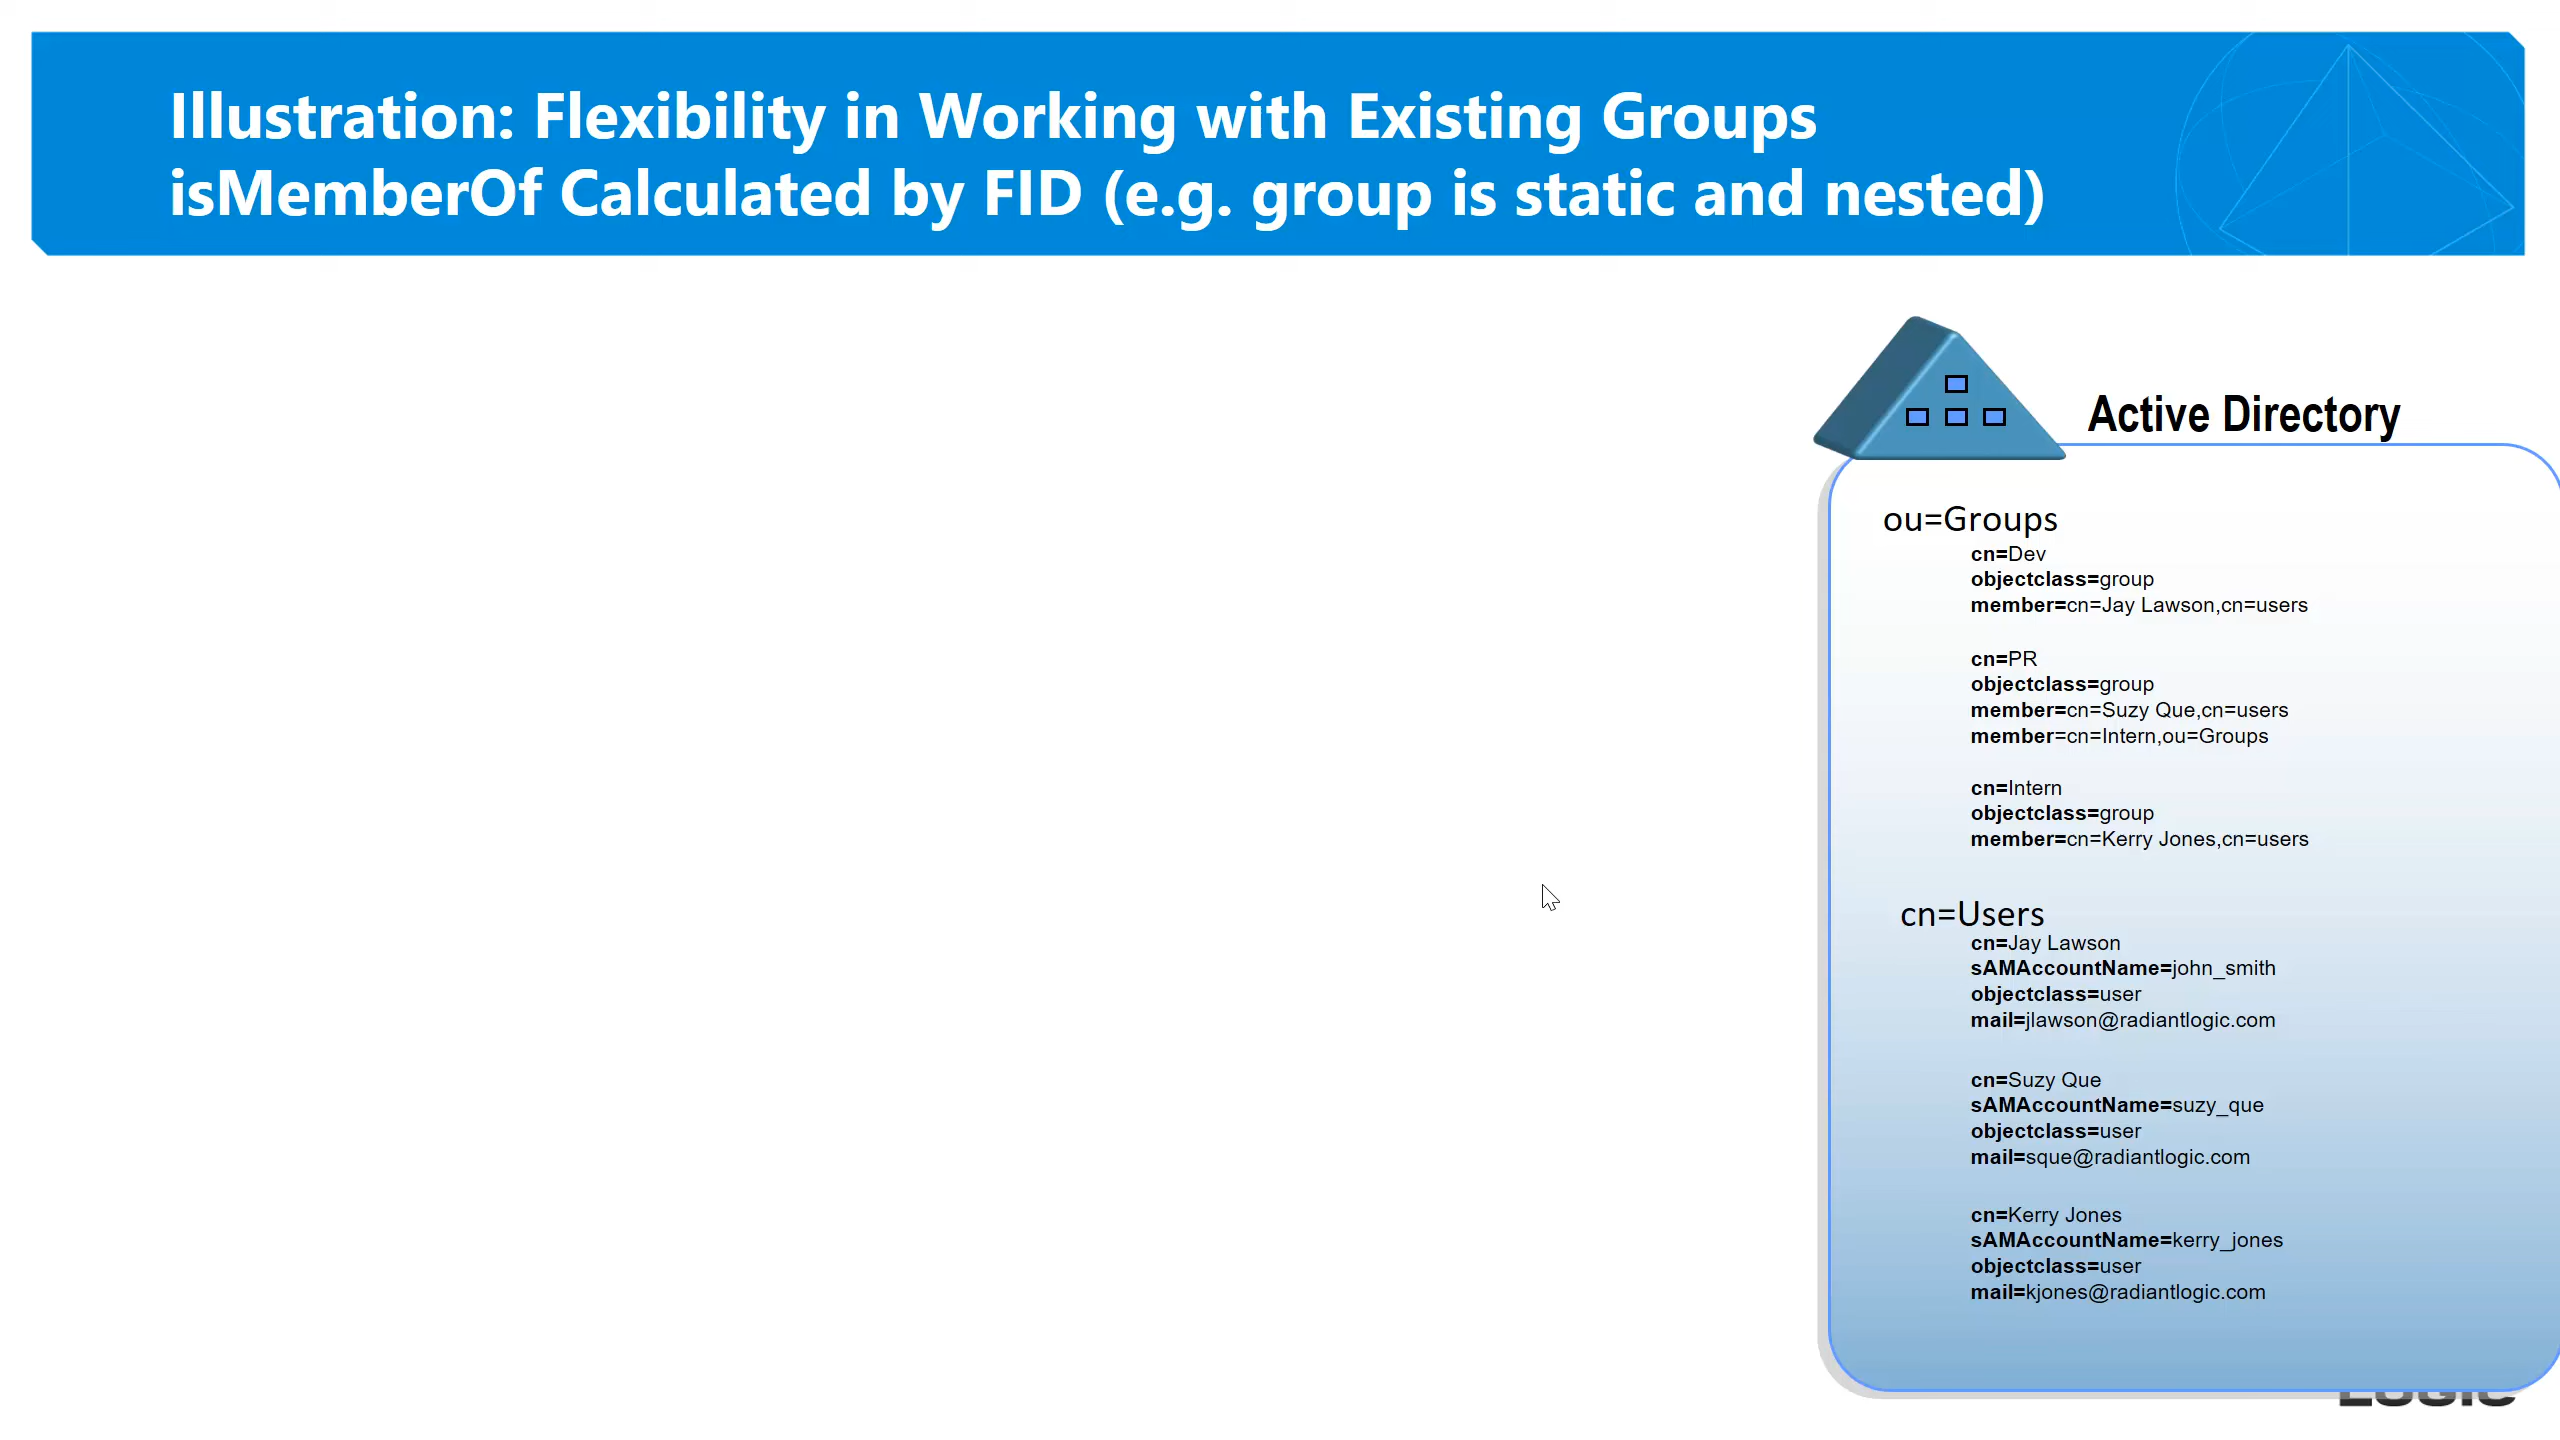 Illustration: Flexibility in Working with Existing Groups
isMemberOf Calculated by FID (e.g. group is static and nested)
Active Directory
ou=Groups
cn=Dev
objectclass=group
member=cn=Jay Lawson,cn=users
cn=PR
objectclass=group
member=cn=Suzy Que,cn=users
member=cn=Intern,ou=Groups
cn=Intern
objectclass=group
member=cn=Kerry Jones,cn=users
cn=Users
cn=Jay Lawson
sAMAccountName=john_smith
objectclass=user
mail=jlawson@radiantlogic.com
cn=Suzy Que
sAMAccountName=suzy_que
objectclass=user
mail=sque@radiantlogic.com
cn=Kerry Jones
sAMAccountName=kerry_jones
objectclass=user
mail=kjones@radiantlogic.com